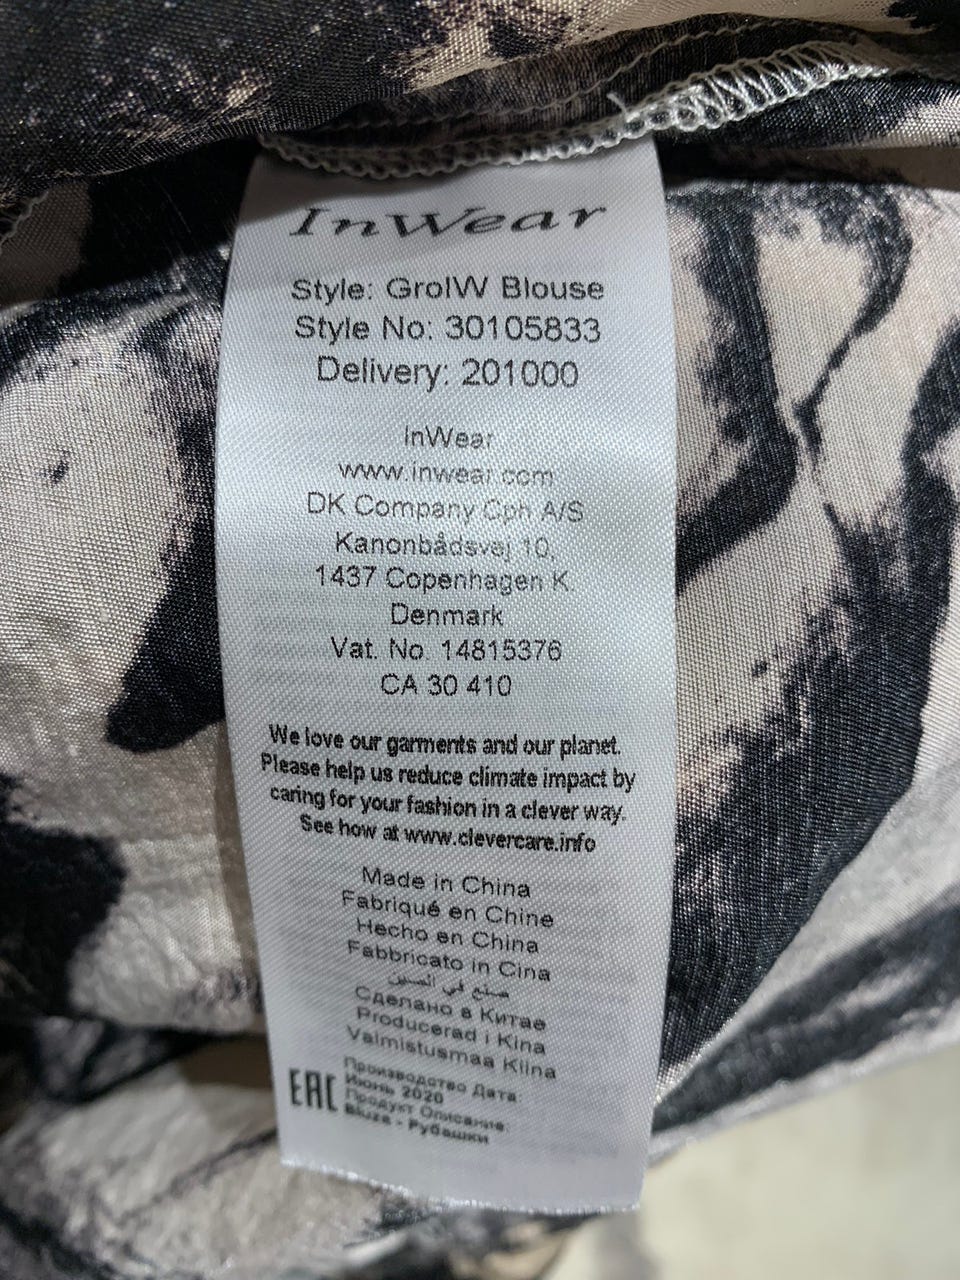 InWear
Style: GroIW Blouse
Style No: 30105833
Delivery: 201000
InWear
www.inwear.com
DK Company Cph A/S
Kanonbådsvej 10,
1437 Copenhagen K.
Denmark
Vat. No. 14815376
CA 30 410
We love our garments and our planet.
Please help us reduce climate impact by
caring for your fashion in a clever way.
See how at www.clevercare.info
Made in China
Fabriqué en Chine
Hecho en China
Fabbricato in Cina
صنع في الصين
Сделано в Китае
Producerad i Kina
Valmistusmaa Kiina
EAC
Производство Дата:
Июнь 2020
Продукт Описание:
Bluza - Рубашки